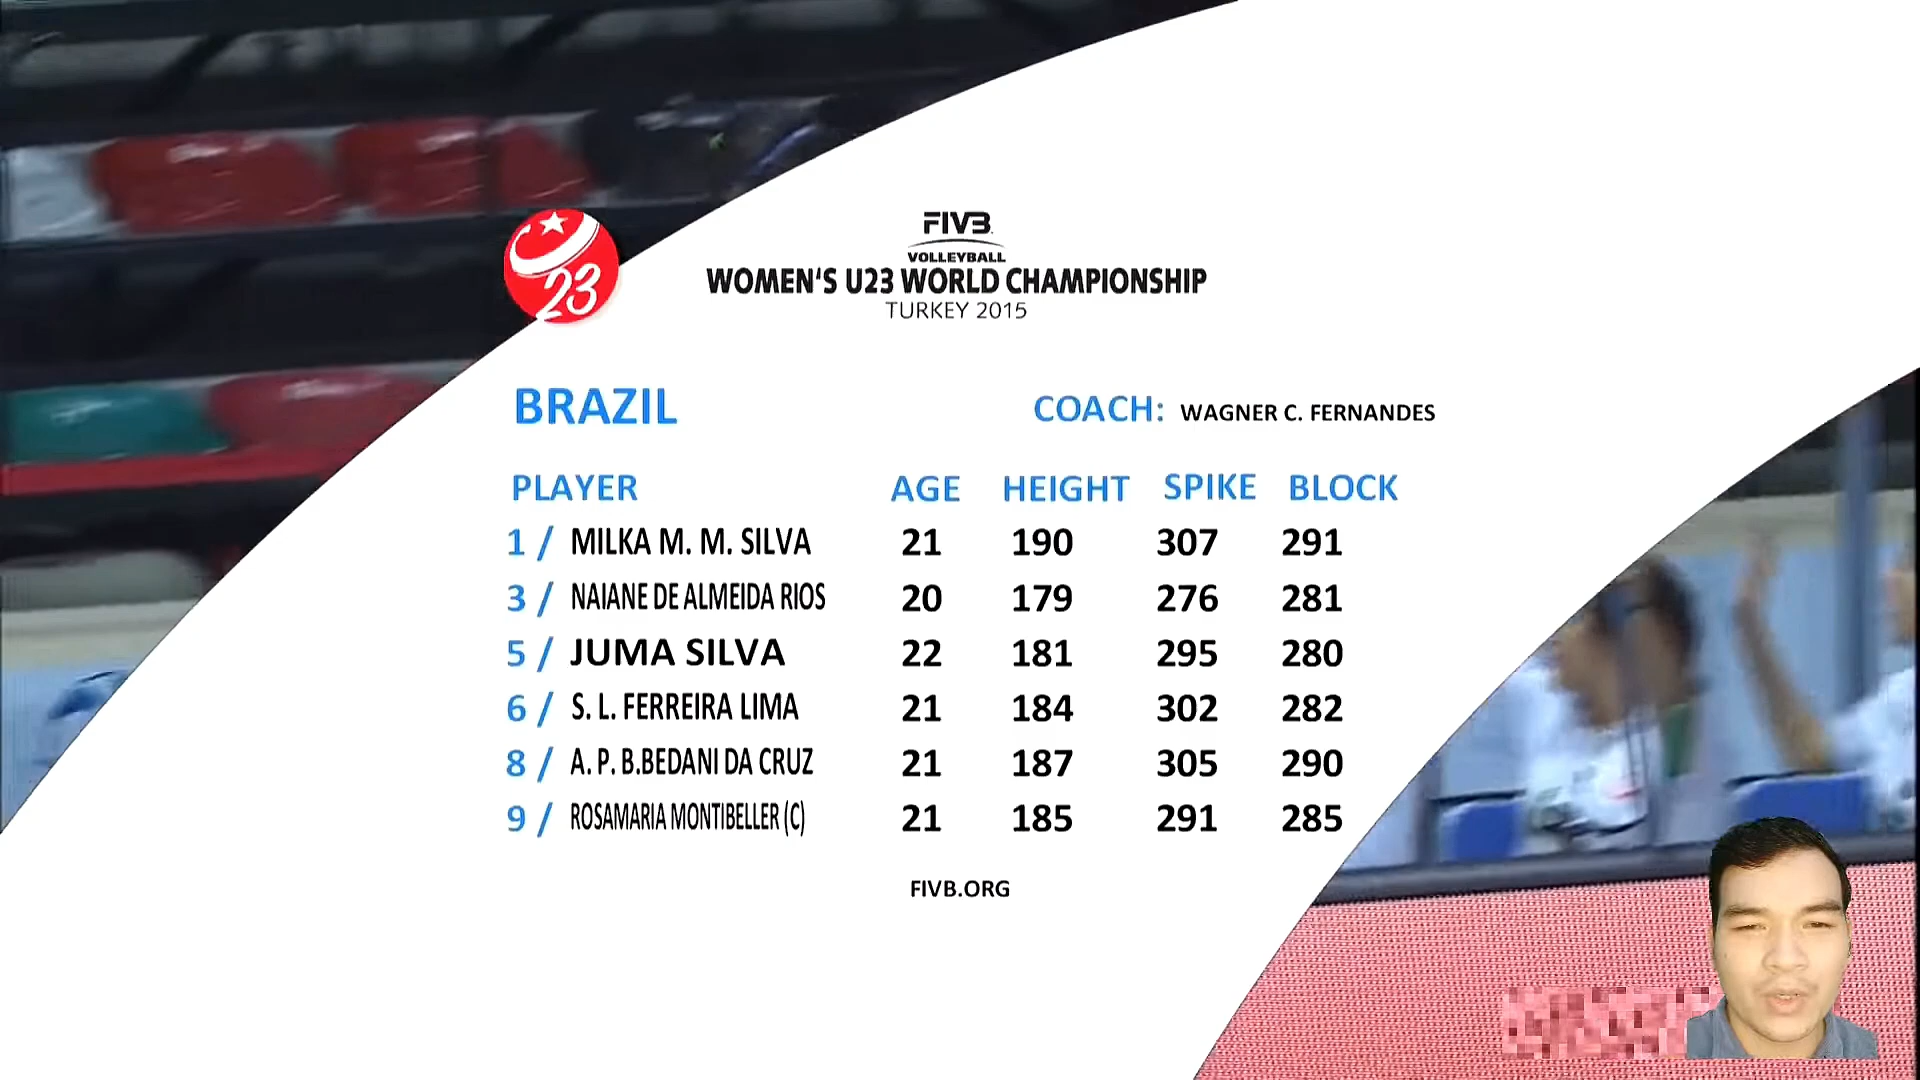 23
FIVB
VOLLEYBALL
WOMEN'S U23 WORLD CHAMPIONSHIP
TURKEY 2015
BRAZIL COACH: WAGNER C. FERNANDES
PLAYER AGE HEIGHT SPIKE BLOCK
1 / MILKA M. M. SILVA 21 190 307 291
3 / NAIANE DE ALMEIDA RIOS 20 179 276 281
5 / JUMA SILVA 22 181 295 280
6 / S. L. FERREIRA LIMA 21 184 302 282
8 / A. P. B.BEDANI DA CRUZ 21 187 305 290
9 / ROSAMARIA MONTIBELLER (C) 21 185 291 285
FIVB.ORG